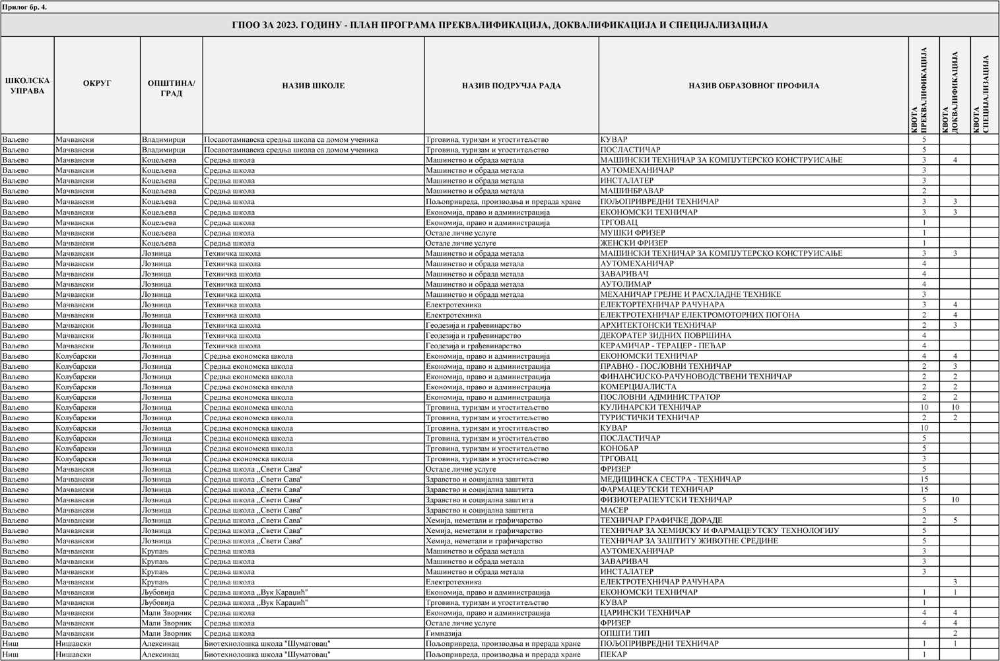 Прилог бр. 4.
ГПОО ЗА 2023. ГОДИНУ - ПЛАН ПРОГРАМА ПРЕКВАЛИФИКАЦИЈА, ДОКВАЛИФИКАЦИЈА И СПЕЦИЈАЛИЗАЦИЈА
ШКОЛСКА УПРАВА ОКРУГ ОПШТИНА/ ГРАД НАЗИВ ШКОЛЕ НАЗИВ ПОДРУЧЈА РАДА НАЗИВ ОБРАЗОВНОГ ПРОФИЛА КВОТА ПРЕКВАЛИФИКАЦИЈА КВОТА ДОКВАЛИФИКАЦИЈА КВОТА СПЕЦИЈАЛИЗАЦИЈА
Ваљево Мачвански Владимирци Посавотамнавска средња школа са домом ученика Трговина, туризам и угоститељство КУВАР 5
Ваљево Мачвански Владимирци Посавотамнавска средња школа са домом ученика Трговина, туризам и угоститељство ПОСЛАСТИЧАР 5
Ваљево Мачвански Коцељева Средња школа Машинство и обрада метала МАШИНСКИ ТЕХНИЧАР ЗА КОМПЈУТЕРСКО КОНСТРУИСАЊЕ 3 4
Ваљево Мачвански Коцељева Средња школа Машинство и обрада метала АУТОМЕХАНИЧАР 3
Ваљево Мачвански Коцељева Средња школа Машинство и обрада метала ИНСТАЛАТЕР 3
Ваљево Мачвански Коцељева Средња школа Машинство и обрада метала МАШИНБРАВАР 2
Ваљево Мачвански Коцељева Средња школа Пољопривреда, производња и прерада хране ПОЉОПРИВРЕДНИ ТЕХНИЧАР 3 3
Ваљево Мачвански Коцељева Средња школа Економија, право и администрација ЕКОНОМСКИ ТЕХНИЧАР 3 3
Ваљево Мачвански Коцељева Средња школа Економија, право и администрација ТРГОВАЦ 1
Ваљево Мачвански Коцељева Средња школа Остале личне услуге МУШКИ ФРИЗЕР 1
Ваљево Мачвански Коцељева Средња школа Остале личне услуге ЖЕНСКИ ФРИЗЕР 1
Ваљево Мачвански Лозница Техничка школа Машинство и обрада метала МАШИНСКИ ТЕХНИЧАР ЗА КОМПЈУТЕРСКО КОНСТРУИСАЊЕ 3 3
Ваљево Мачвански Лозница Техничка школа Машинство и обрада метала АУТОМЕХАНИЧАР 4
Ваљево Мачвански Лозница Техничка школа Машинство и обрада метала ЗАВАРИВАЧ 4
Ваљево Мачвански Лозница Техничка школа Машинство и обрада метала АУТОЛИМАР 4
Ваљево Мачвански Лозница Техничка школа Машинство и обрада метала МЕХАНИЧАР ГРЕЈНЕ И РАСХЛАДНЕ ТЕХНИКЕ 3
Ваљево Мачвански Лозница Техничка школа Електротехника ЕЛЕКТОРТЕХНИЧАР РАЧУНАРА 3 4
Ваљево Мачвански Лозница Техничка школа Електротехника ЕЛЕКТРОТЕХНИЧАР ЕЛЕКТРОМОТОРНИХ ПОГОНА 2 4
Ваљево Мачвански Лозница Техничка школа Геодезија и грађевинарство АРХИТЕКТОНСКИ ТЕХНИЧАР 2 3
Ваљево Мачвански Лозница Техничка школа Геодезија и грађевинарство ДЕКОРАТЕР ЗИДНИХ ПОВРШИНА 4
Ваљево Мачвански Лозница Техничка школа Геодезија и грађевинарство КЕРАМИЧАР - ТЕРАЦЕР - ПЕЋАР 4
Ваљево Колубарски Лозница Средња економска школа Економија, право и администрација ЕКОНОМСКИ ТЕХНИЧАР 4 4
Ваљево Колубарски Лозница Средња економска школа Економија, право и администрација ПРАВНО - ПОСЛОВНИ ТЕХНИЧАР 2 3
Ваљево Колубарски Лозница Средња економска школа Економија, право и администрација ФИНАНСИЈСКО-РАЧУНОВОДСТВЕНИ ТЕХНИЧАР 2 2
Ваљево Колубарски Лозница Средња економска школа Економија, право и администрација КОМЕРЦИЈАЛИСТА 2 2
Ваљево Колубарски Лозница Средња економска школа Економија, право и администрација ПОСЛОВНИ АДМИНИСТРАТОР 2 2
Ваљево Колубарски Лозница Средња економска школа Трговина, туризам и угоститељство КУЛИНАРСКИ ТЕХНИЧАР 10 10
Ваљево Колубарски Лозница Средња економска школа Трговина, туризам и угоститељство ТУРИСТИЧКИ ТЕХНИЧАР 2 2
Ваљево Колубарски Лозница Средња економска школа Трговина, туризам и угоститељство КУВАР 10
Ваљево Колубарски Лозница Средња економска школа Трговина, туризам и угоститељство ПОСЛАСТИЧАР 5
Ваљево Колубарски Лозница Средња економска школа Трговина, туризам и угоститељство КОНОБАР 5
Ваљево Колубарски Лозница Средња економска школа Трговина, туризам и угоститељство ТРГОВАЦ 3
Ваљево Мачвански Лозница Средња школа ,,Свети Сава" Остале личне услуге ФРИЗЕР 5
Ваљево Мачвански Лозница Средња школа ,,Свети Сава" Здравство и социјална заштита МЕДИЦИНСКА СЕСТРА - ТЕХНИЧАР 15
Ваљево Мачвански Лозница Средња школа ,,Свети Сава" Здравство и социјална заштита ФАРМАЦЕУТСКИ ТЕХНИЧАР 15
Ваљево Мачвански Лозница Средња школа ,,Свети Сава" Здравство и социјална заштита ФИЗИОТЕРАПЕУТСКИ ТЕХНИЧАР 5 10
Ваљево Мачвански Лозница Средња школа ,,Свети Сава" Здравство и социјална заштита МАСЕР 5
Ваљево Мачвански Лозница Средња школа ,,Свети Сава" Хемија, неметали и графичарство ТЕХНИЧАР ГРАФИЧКЕ ДОРАДЕ 2 5
Ваљево Мачвански Лозница Средња школа ,,Свети Сава" Хемија, неметали и графичарство ТЕХНИЧАР ЗА ХЕМИЈСКУ И ФАРМАЦЕУТСКУ ТЕХНОЛОГИЈУ 5
Ваљево Мачвански Лозница Средња школа ,,Свети Сава" Хемија, неметали и графичарство ТЕХНИЧАР ЗА ЗАШТИТУ ЖИВОТНЕ СРЕДИНЕ 5
Ваљево Мачвански Крупањ Средња школа Машинство и обрада метала АУТОМЕХАНИЧАР 3
Ваљево Мачвански Крупањ Средња школа Машинство и обрада метала ЗАВАРИВАЧ 3
Ваљево Мачвански Крупањ Средња школа Машинство и обрада метала ИНСТАЛАТЕР 3
Ваљево Мачвански Крупањ Средња школа Електротехника ЕЛЕКТРОТЕХНИЧАР РАЧУНАРА 3
Ваљево Мачвански Љубовија Средња школа ,,Вук Караџић" Економија, право и администрација ЕКОНОМСКИ ТЕХНИЧАР 1 1
Ваљево Мачвански Љубовија Средња школа ,,Вук Караџић" Трговина, туризам и угоститељство КУВАР 1
Ваљево Мачвански Мали Зворник Средња школа Економија, право и администрација ЦАРИНСКИ ТЕХНИЧАР 4 4
Ваљево Мачвански Мали Зворник Средња школа Остале личне услуге ФРИЗЕР 4 4
Ваљево Мачвански Мали Зворник Средња школа Гимназија ОПШТИ ТИП 2
Ниш Нишавски Алексинац Биотехнолошка школа "Шуматовац" Пољопривреда, производња и прерада хране ПОЉОПРИВРЕДНИ ТЕХНИЧАР 1 1
Ниш Нишавски Алексинац Биотехнолошка школа "Шуматовац" Пољопривреда, производња и прерада хране ПЕКАР 1